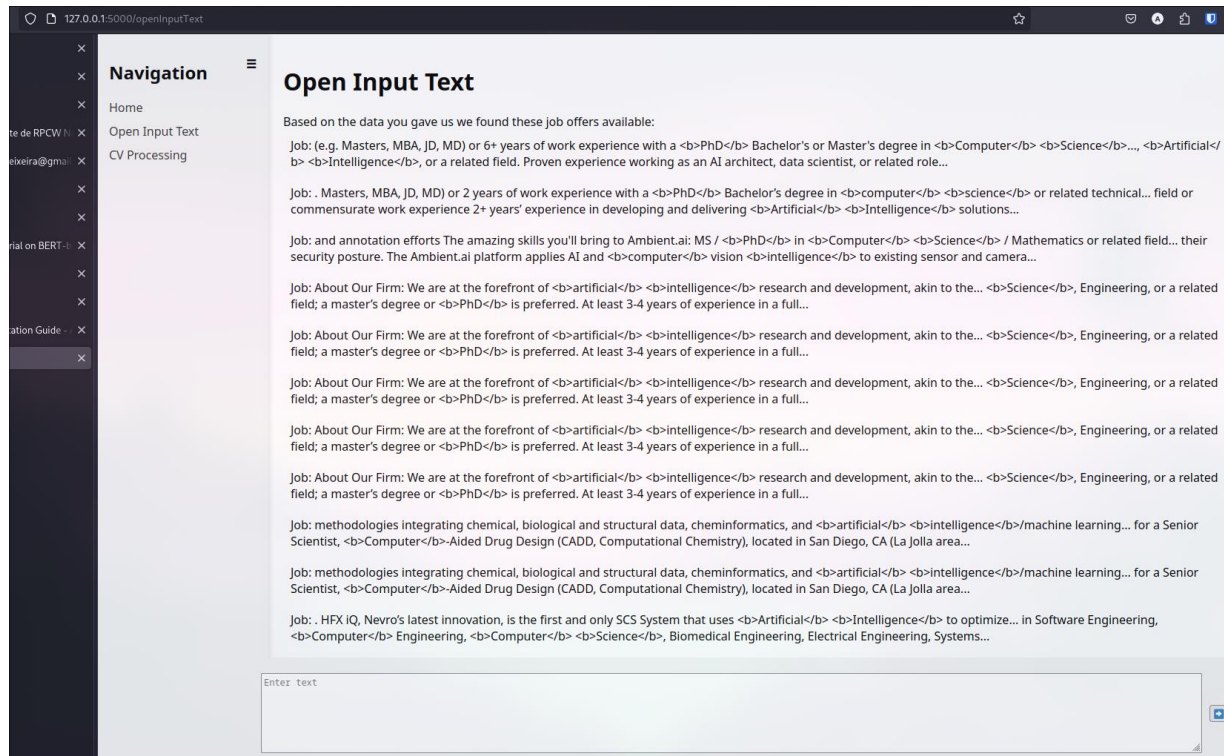 127.0.0.1:5000/openInputText
te de RPCW N
eixeira@gmai
rial on BERT-b
tation Guide - A
Navigation
☰
Home
Open Input Text
CV Processing
Open Input Text
Based on the data you gave us we found these job offers available:
Job: (e.g. Masters, MBA, JD, MD) or 6+ years of work experience with a <b>PhD</b> Bachelor's or Master's degree in <b>Computer</b> <b>Science</b>..., <b>Artificial</
b> <b>Intelligence</b>, or a related field. Proven experience working as an AI architect, data scientist, or related role...
Job: . Masters, MBA, JD, MD) or 2 years of work experience with a <b>PhD</b> Bachelor’s degree in <b>computer</b> <b>science</b> or related technical... field or
commensurate work experience 2+ years’ experience in developing and delivering <b>Artificial</b> <b>Intelligence</b> solutions...
Job: and annotation efforts The amazing skills you'll bring to Ambient.ai: MS / <b>PhD</b> in <b>Computer</b> <b>Science</b> / Mathematics or related field... their
security posture. The Ambient.ai platform applies AI and <b>computer</b> vision <b>intelligence</b> to existing sensor and camera...
Job: About Our Firm: We are at the forefront of <b>artificial</b> <b>intelligence</b> research and development, akin to the... <b>Science</b>, Engineering, or a related
field; a master’s degree or <b>PhD</b> is preferred. At least 3-4 years of experience in a full...
Job: About Our Firm: We are at the forefront of <b>artificial</b> <b>intelligence</b> research and development, akin to the... <b>Science</b>, Engineering, or a related
field; a master’s degree or <b>PhD</b> is preferred. At least 3-4 years of experience in a full...
Job: About Our Firm: We are at the forefront of <b>artificial</b> <b>intelligence</b> research and development, akin to the... <b>Science</b>, Engineering, or a related
field; a master’s degree or <b>PhD</b> is preferred. At least 3-4 years of experience in a full...
Job: About Our Firm: We are at the forefront of <b>artificial</b> <b>intelligence</b> research and development, akin to the... <b>Science</b>, Engineering, or a related
field; a master’s degree or <b>PhD</b> is preferred. At least 3-4 years of experience in a full...
Job: About Our Firm: We are at the forefront of <b>artificial</b> <b>intelligence</b> research and development, akin to the... <b>Science</b>, Engineering, or a related
field; a master’s degree or <b>PhD</b> is preferred. At least 3-4 years of experience in a full...
Job: methodologies integrating chemical, biological and structural data, cheminformatics, and <b>artificial</b> <b>intelligence</b>/machine learning... for a Senior
Scientist, <b>Computer</b>-Aided Drug Design (CADD, Computational Chemistry), located in San Diego, CA (La Jolla area...
Job: methodologies integrating chemical, biological and structural data, cheminformatics, and <b>artificial</b> <b>intelligence</b>/machine learning... for a Senior
Scientist, <b>Computer</b>-Aided Drug Design (CADD, Computational Chemistry), located in San Diego, CA (La Jolla area...
Job: . HFX iQ, Nevro’s latest innovation, is the first and only SCS System that uses <b>Artificial</b> <b>Intelligence</b> to optimize... in Software Engineering,
<b>Computer</b> Engineering, <b>Computer</b> <b>Science</b>, Biomedical Engineering, Electrical Engineering, Systems...
Enter text